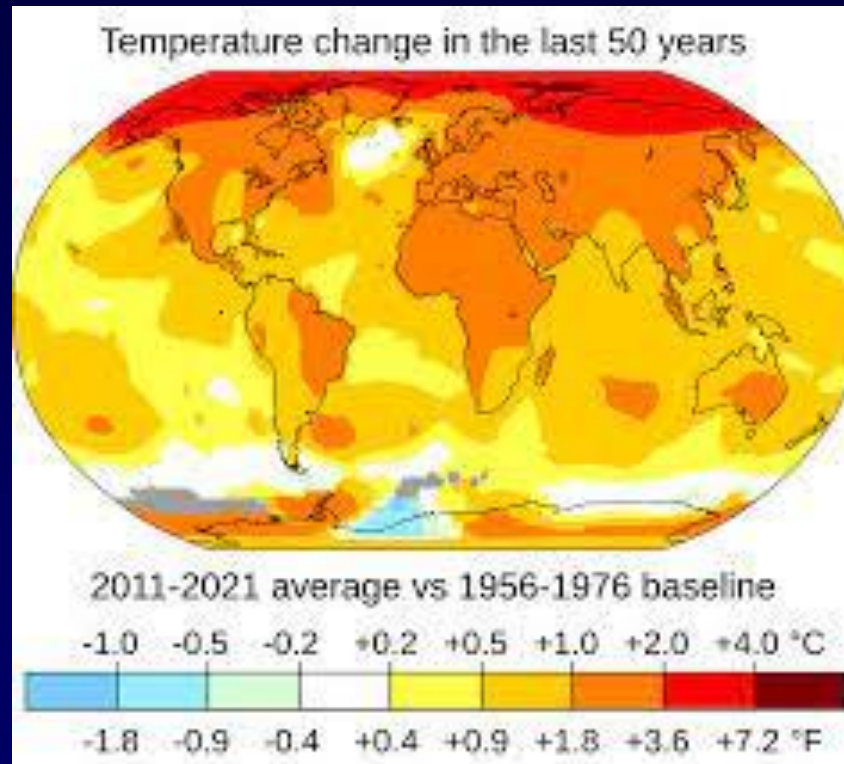 Temperature change in the last 50 years
2011-2021 average vs 1956-1976 baseline
-1.0 -0.5 -0.2 +0.2 +0.5 +1.0 +2.0 +4.0 °C
-1.8 -0.9 -0.4 +0.4 +0.9 +1.8 +3.6 +7.2 °F